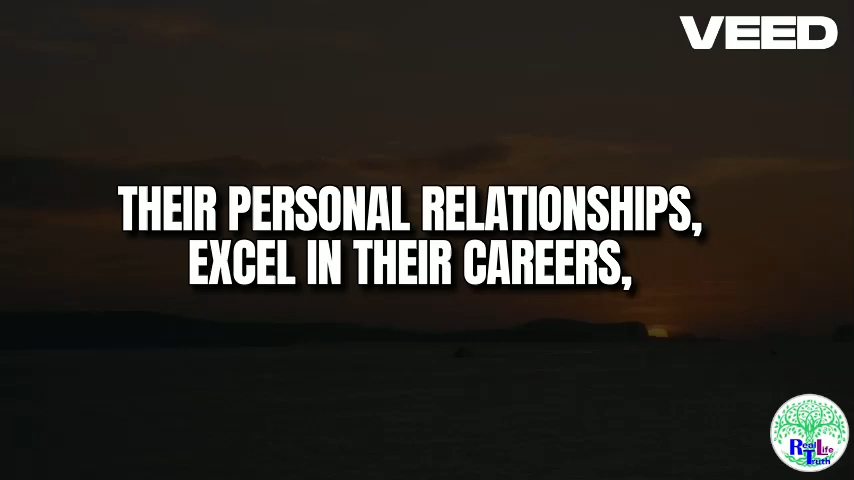 VEED
THEIR PERSONAL RELATIONSHIPS,
EXCEL IN THEIR CAREERS,
Real Life
Truth